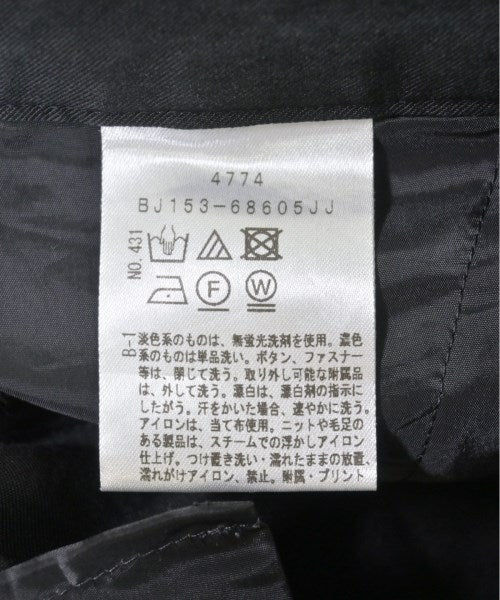 4774
BJ153-68605JJ
NO.431
F W
B-1
淡色系のものは、無蛍光洗剤を使用。濃色
系のものは単品洗い。ボタン、ファスナー
等は、閉じて洗う。取り外し可能な附属品
は、外して洗う。漂白は、漂白剤の指示に
したがう。汗をかいた場合、速やかに洗う。
アイロンは、当て布使用。ニットや毛足の
ある製品は、スチームでの浮かしアイロン
仕上げ。つけ置き洗い・濡れたままの放置、
濡れがけアイロン、禁止。附属・プリント